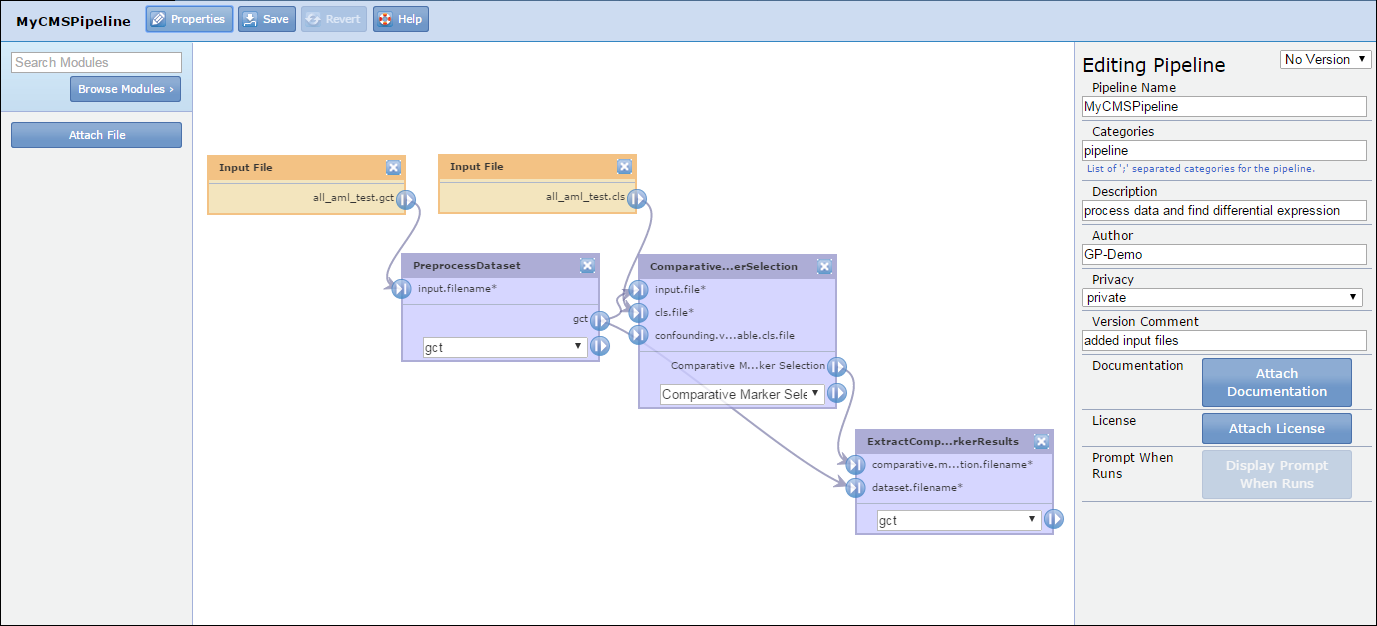 MyCMSPipeline
Properties
Save
Revert
Help
Search Modules
Browse Modules ›
Attach File
Input File
all_aml_test.gct
Input File
all_aml_test.cls
PreprocessDataset
input.filename*
gct
gct
Comparative...erSelection
input.file*
cls.file*
confounding.v...able.cls.file
Comparative M...ker Selection
Comparative Marker Sele
ExtractComp...rkerResults
comparative.m...tion.filename*
dataset.filename*
gct
Editing Pipeline
No Version
Pipeline Name
MyCMSPipeline
Categories
pipeline
List of ';' separated categories for the pipeline.
Description
process data and find differential expression
Author
GP-Demo
Privacy
private
Version Comment
added input files
Documentation
Attach
Documentation
License
Attach License
Prompt When
Runs
Display Prompt
When Runs